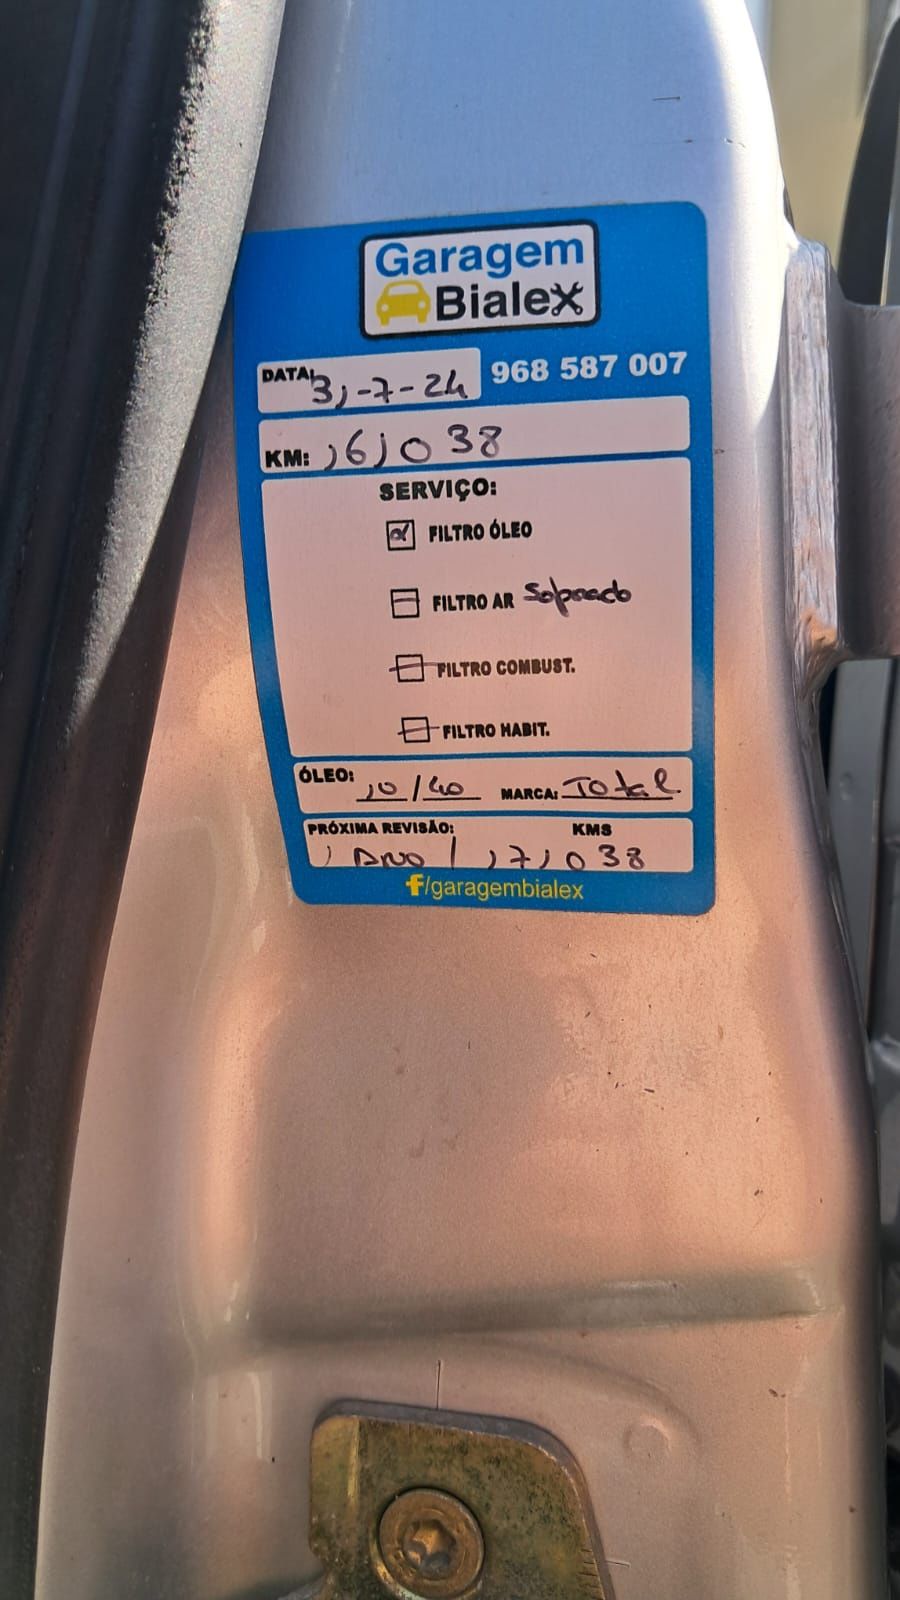 Garagem
Bialex
DATA: 31-7-24 968 587 007
KM: 161038
SERVIÇO:
FILTRO ÓLEO
FILTRO AR Soprado
FILTRO COMBUST.
FILTRO HABIT.
ÓLEO: 10/40 MARCA: Total
PRÓXIMA REVISÃO: KMS
1 Ano / 171038
f/garagembialex